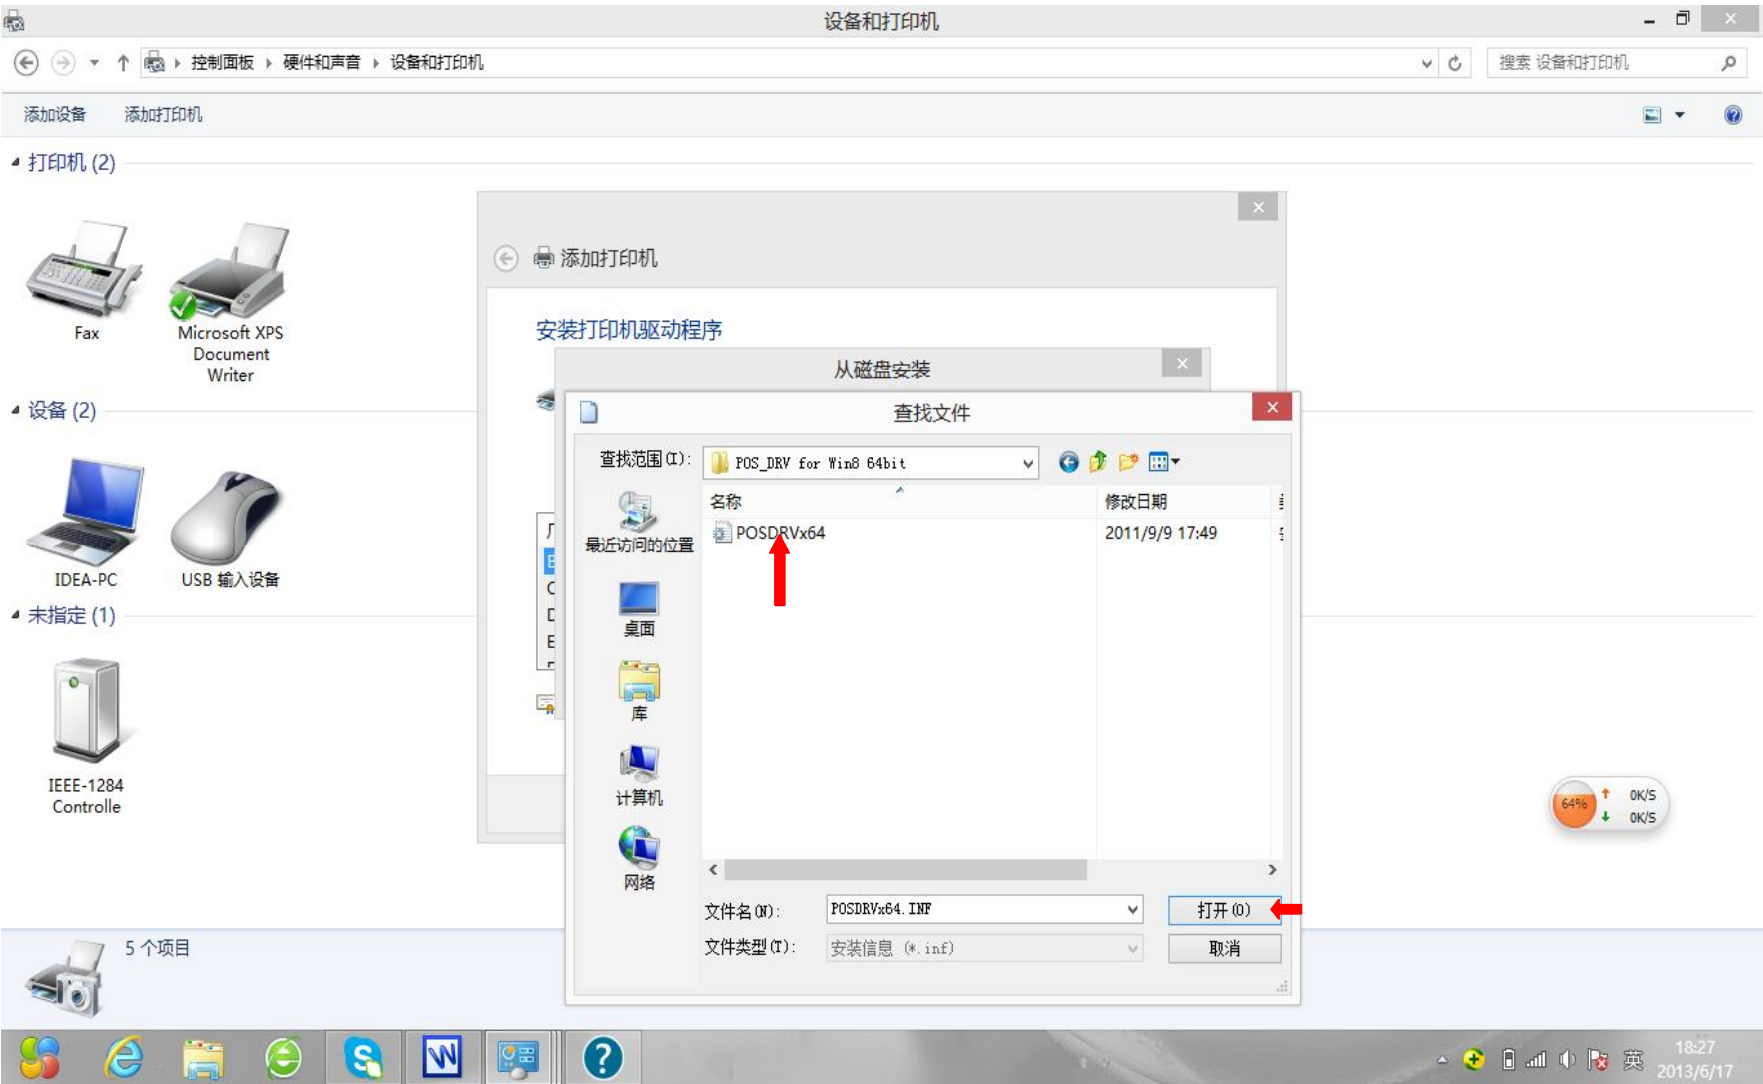 设备和打印机
控制面板 硬件和声音 设备和打印机
搜索 设备和打印机
添加设备 添加打印机
打印机 (2)
Fax
Microsoft XPS
Document
Writer
设备 (2)
IDEA-PC
USB 输入设备
未指定 (1)
IEEE-1284
Controlle
添加打印机
安装打印机驱动程序
从磁盘安装
查找文件
查找范围(I):
POS_DRV for Win8 64bit
名称 修改日期
POSDRVx64 2011/9/9 17:49
最近访问的位置
桌面
库
计算机
网络
文件名(N): POSDRVx64.INF 打开(O)
文件类型(T): 安装信息 (*.inf) 取消
64% 0K/S
0K/S
5 个项目
英
18:27
2013/6/17